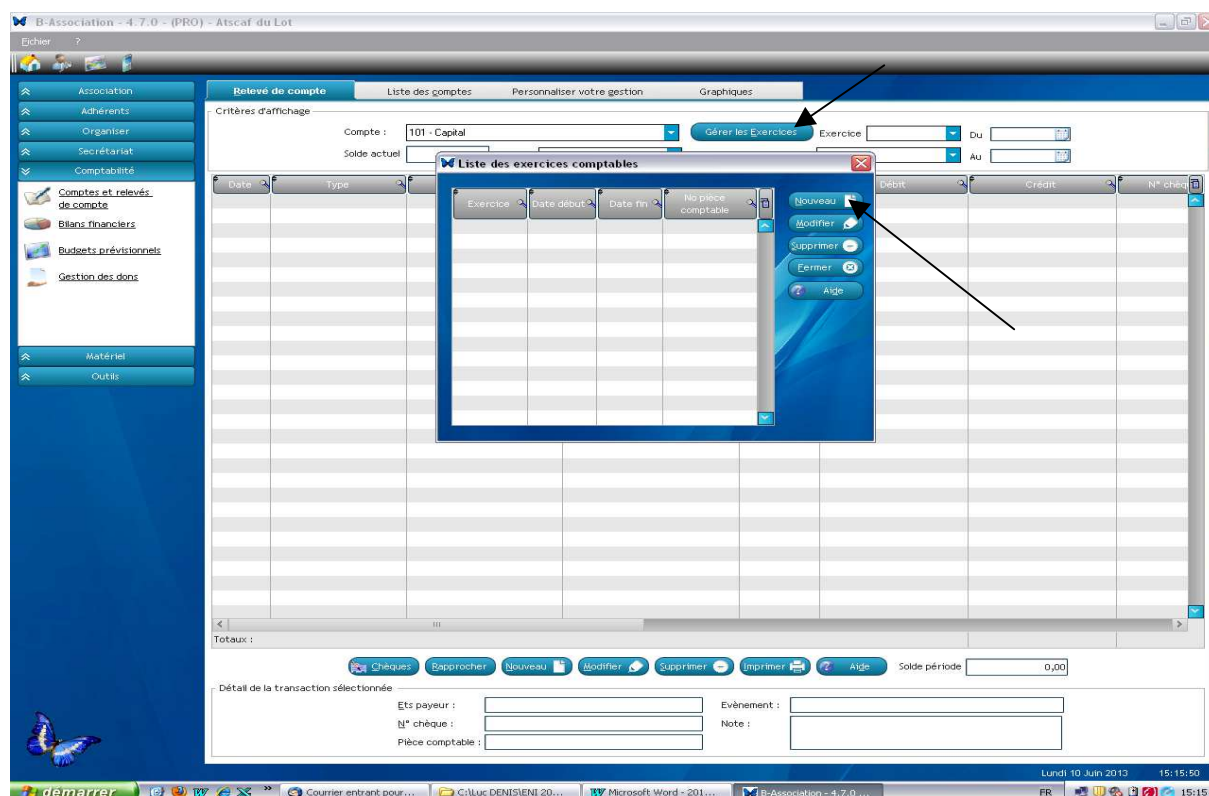 B-Association - 4.7.0 - (PRO) - Atscaf du Lot
Fichier ?
Association
Adhérents
Organiser
Secrétariat
Comptabilité
Comptes et relevés
de compte
Bilans financiers
Budgets prévisionnels
Gestion des dons
Matériel
Outils
Relevé de compte Liste des comptes Personnaliser votre gestion Graphiques
Critères d'affichage
Compte : 101 - Capital Gérer les Exercices Exercice Du
Solde actuel Au
Date Type Débit Crédit N° chèq
Liste des exercices comptables
Exercice Date début Date fin No pièce
comptable
Nouveau
Modifier
Supprimer
Fermer
Aide
Totaux :
Chèques Rapprocher Nouveau Modifier Supprimer Imprimer Aide Solde période 0,00
Détail de la transaction sélectionnée
Ets payeur : Evènement :
N° chèque : Note :
Pièce comptable :
Lundi 10 Juin 2013 15:15:50
démarrer Courrier entrant pour... C:\Luc DENIS\ENI 20... Microsoft Word - 201... B-Association - 4.7.0 ... FR 15:15